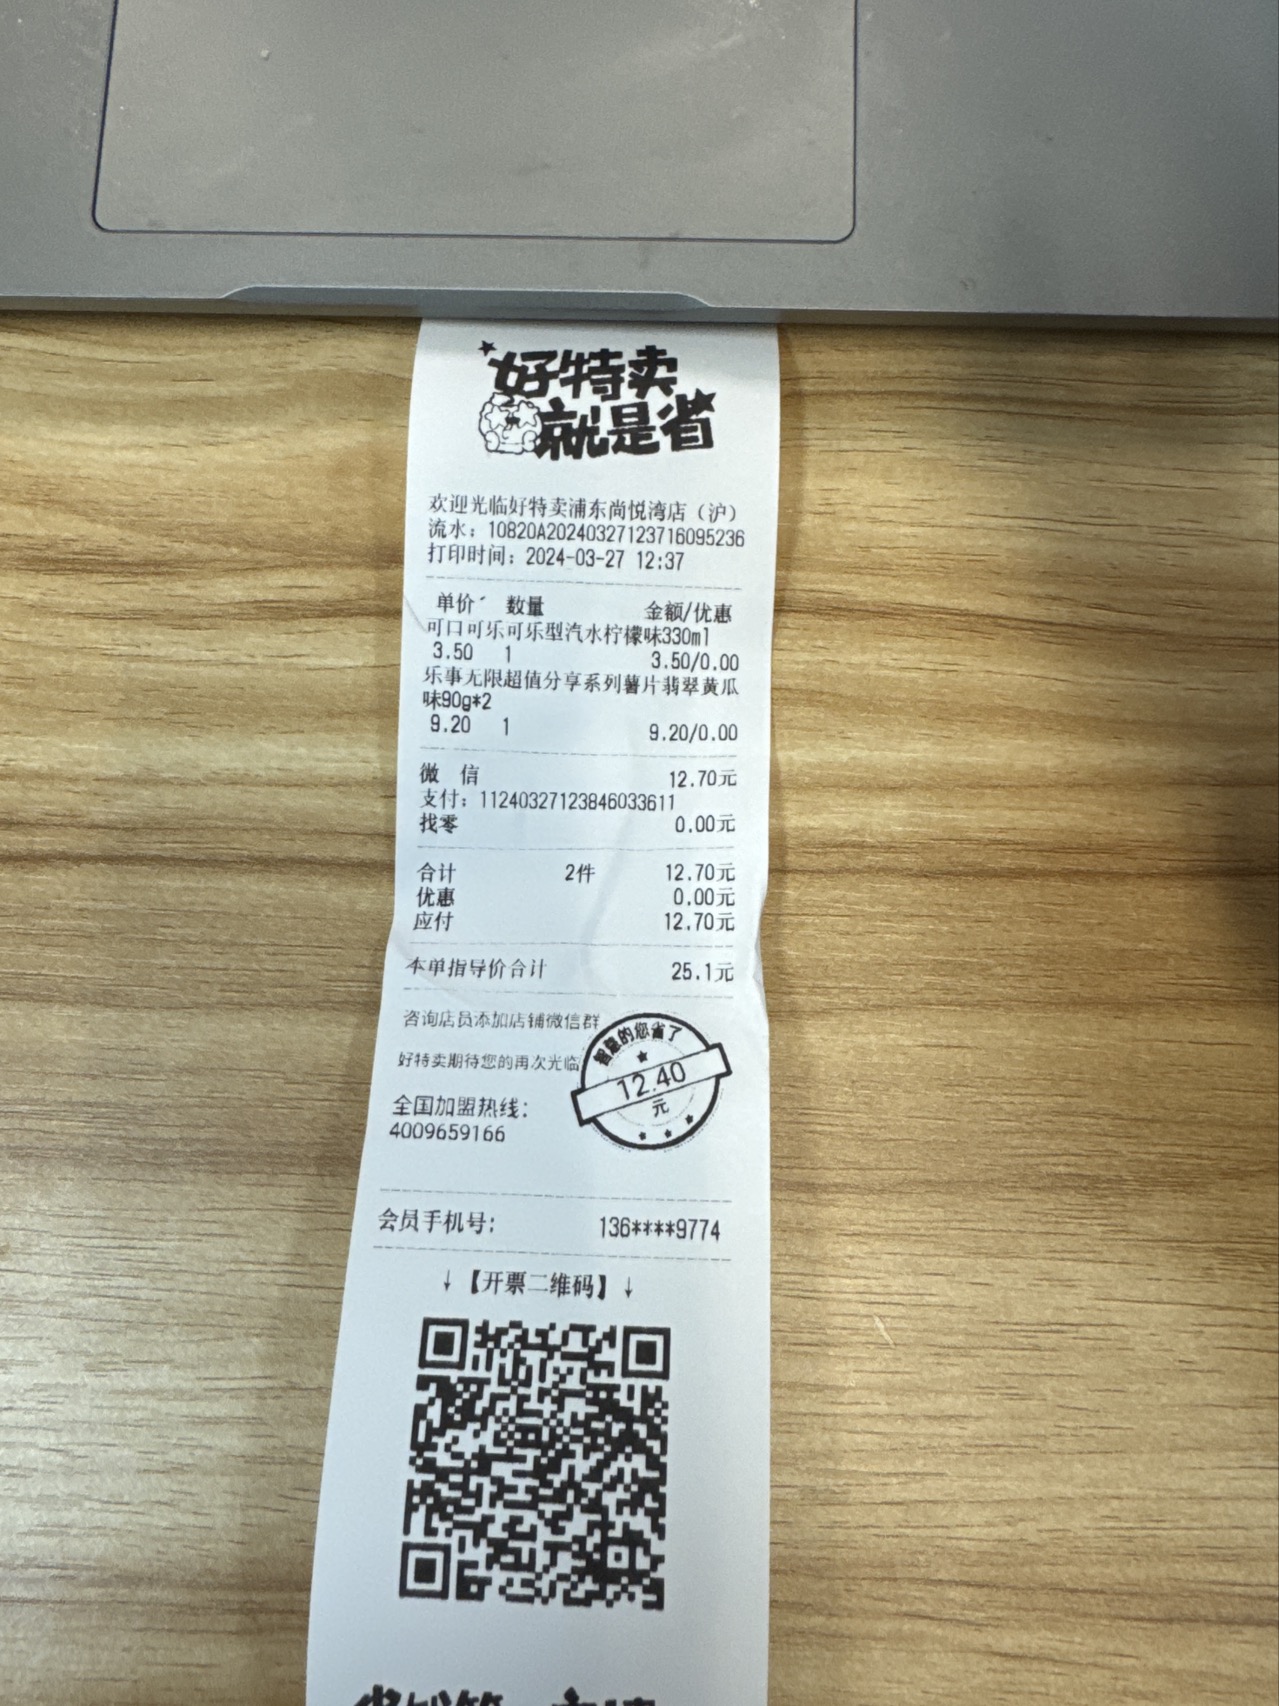 好特卖
就是省
欢迎光临好特卖浦东尚悦湾店（沪）
流水：10820A20240327123716095236
打印时间：2024-03-27 12:37
单价 数量 金额/优惠
可口可乐可乐型汽水柠檬味330ml
3.50 1 3.50/0.00
乐事无限超值分享系列薯片翡翠黄瓜
味90g*2
9.20 1 9.20/0.00
微 信 12.70元
支付：11240327123846033611
找零 0.00元
合计 2件 12.70元
优惠 0.00元
应付 12.70元
本单指导价合计 25.1元
咨询店员添加店铺微信群
好特卖期待您的再次光临
智慧的您省了
12.40
元
全国加盟热线：
4009659166
会员手机号： 136****9774
↓【开票二维码】↓